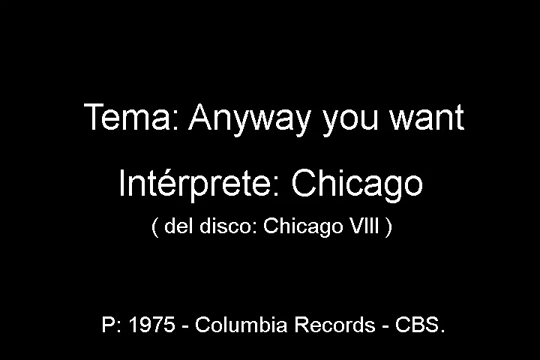 Tema: Anyway you want
Intérprete: Chicago
( del disco: Chicago VIII )
P: 1975 - Columbia Records - CBS.